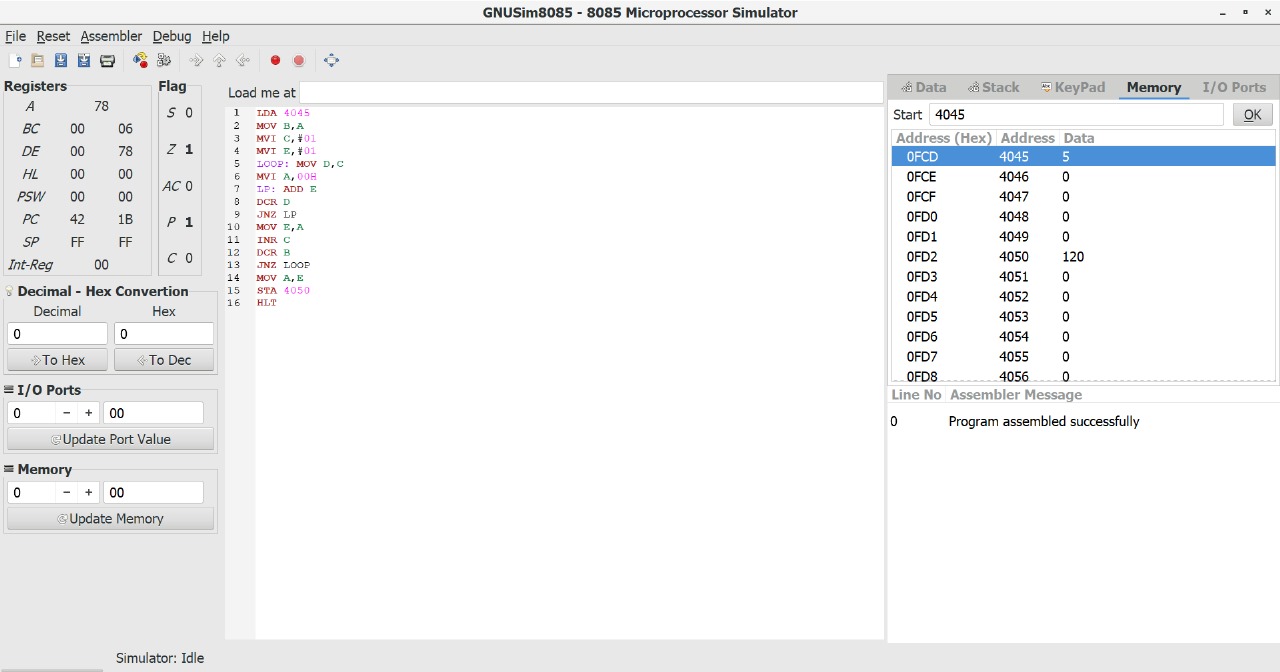 GNUSim8085 - 8085 Microprocessor Simulator
File Reset Assembler Debug Help
Registers
A 78
BC 00 06
DE 00 78
HL 00 00
PSW 00 00
PC 42 1B
SP FF FF
Int-Reg 00
Flag
S 0
Z 1
AC 0
P 1
C 0
Decimal - Hex Convertion
Decimal Hex
0 0
To Hex To Dec
I/O Ports
0 - + 00
Update Port Value
Memory
0 - + 00
Update Memory
Load me at
1 LDA 4045
2 MOV B,A
3 MVI C,#01
4 MVI E,#01
5 LOOP: MOV D,C
6 MVI A,00H
7 LP: ADD E
8 DCR D
9 JNZ LP
10 MOV E,A
11 INR C
12 DCR B
13 JNZ LOOP
14 MOV A,E
15 STA 4050
16 HLT
Data Stack KeyPad Memory I/O Ports
Start 4045 OK
Address (Hex) Address Data
0FCD 4045 5
0FCE 4046 0
0FCF 4047 0
0FD0 4048 0
0FD1 4049 0
0FD2 4050 120
0FD3 4051 0
0FD4 4052 0
0FD5 4053 0
0FD6 4054 0
0FD7 4055 0
0FD8 4056 0
Line No Assembler Message
0 Program assembled successfully
Simulator: Idle